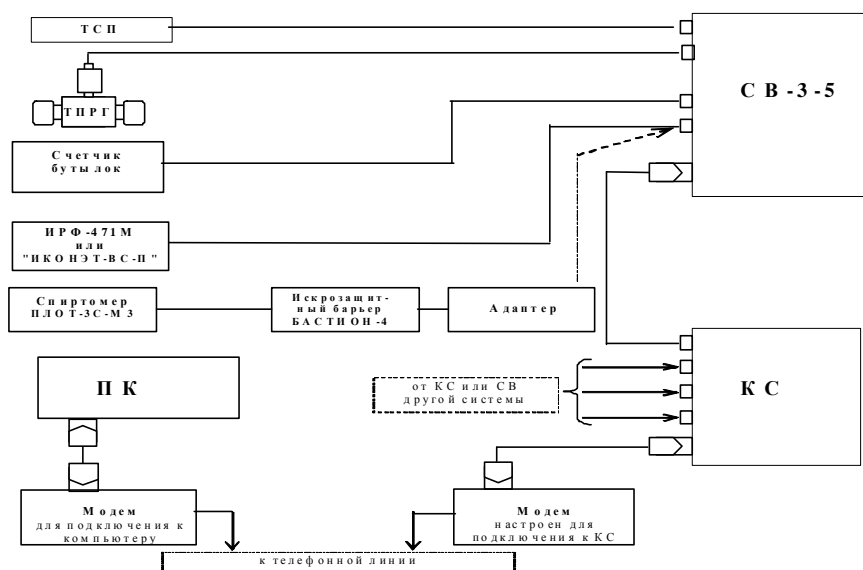 ТСП
СВ-3-5
ТПРГ
Счетчик
бутылок
ИРФ-471М
или
"ИКОНЭТ-ВС-П"
Спиртомер
ПЛОТ-3С-М3
Искрозащит-
ный барьер
БАСТИОН-4
Адаптер
ПК
от КС или СВ
другой системы
КС
Модем
для подключения к
компьютеру
Модем
настроен для
подключения к КС
к телефонной линии